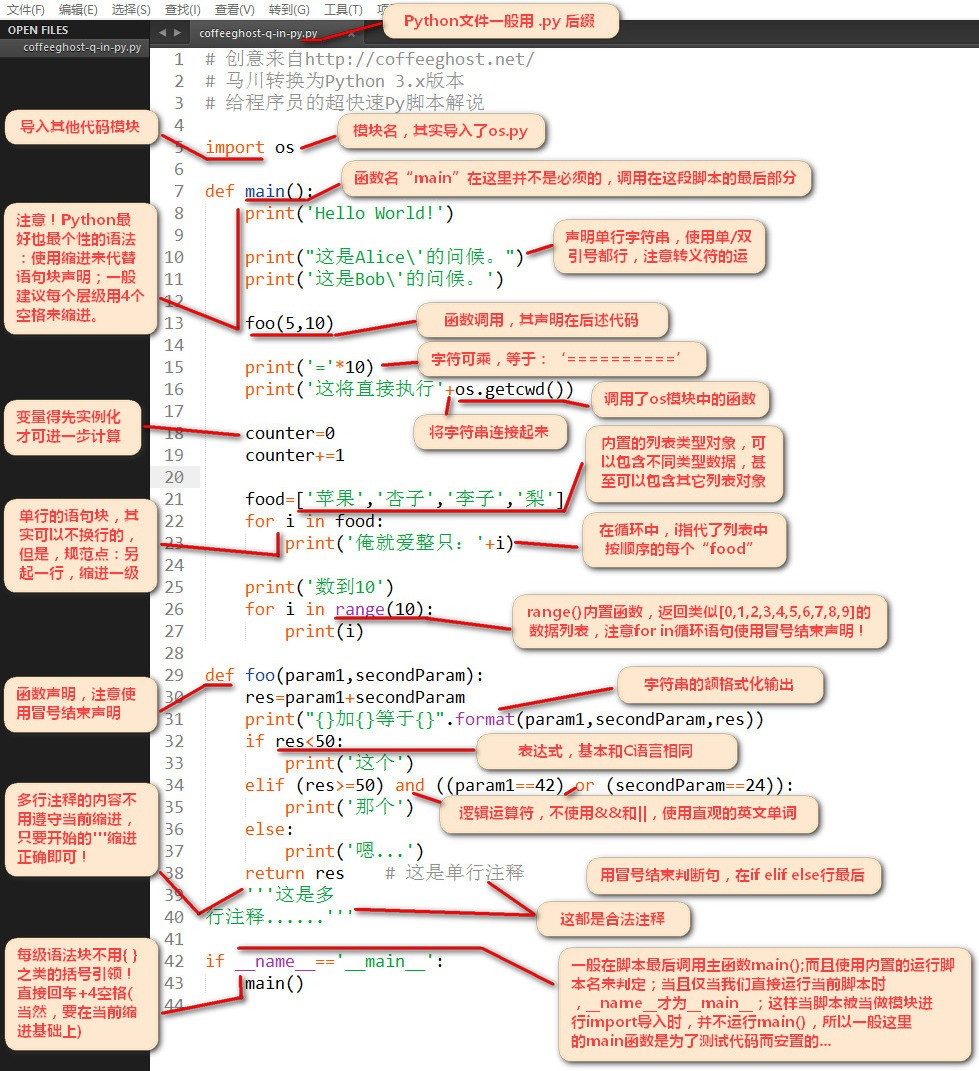 文件(F) 编辑(E) 选择(S) 查找(I) 查看(V) 转到(G) 工具(T)
OPEN FILES
coffeeghost-q-in-py.py
coffeeghost-q-in-py.py
Python文件一般用 .py 后缀
1 # 创意来自http://coffeeghost.net/
2 # 马川转换为Python 3.x版本
3 # 给程序员的超快速Py脚本解说
4
导入其他代码模块
模块名，其实导入了os.py
5 import os
6
函数名“main”在这里并不是必须的，调用在这段脚本的最后部分
7 def main():
8 print('Hello World!')
9
注意！Python最
好也最个性的语法
：使用缩进来代替
语句块声明；一般
建议每个层级用4个
空格来缩进。
声明单行字符串，使用单/双
引号都行，注意转义符的运
10 print("这是Alice\'的问候。")
11 print('这是Bob\'的问候。')
12
13 foo(5,10)
函数调用，其声明在后述代码
14
15 print('='*10)
字符可乘，等于：‘==========’
16 print('这将直接执行'+os.getcwd())
调用了os模块中的函数
将字符串连接起来
17
变量得先实例化
才可进一步计算
18 counter=0
19 counter+=1
20
内置的列表类型对象，可
以包含不同类型数据，甚
至可以包含其它列表对象
21 food=['苹果','杏子','李子','梨']
22 for i in food:
23 print('俺就爱整只：'+i)
单行的语句块，其
实可以不换行的，
但是，规范点：另
起一行，缩进一级
在循环中，i指代了列表中
按顺序的每个“food”
24
25 print('数到10')
26 for i in range(10):
27 print(i)
range()内置函数，返回类似[0,1,2,3,4,5,6,7,8,9]的
数据列表，注意for in循环语句使用冒号结束声明！
28
29 def foo(param1,secondParam):
30 res=param1+secondParam
31 print("{}加{}等于{}".format(param1,secondParam,res))
函数声明，注意使
用冒号结束声明
字符串的格式化输出
32 if res<50:
33 print('这个')
表达式，基本和C语言相同
34 elif (res>=50) and ((param1==42) or (secondParam==24)):
35 print('那个')
逻辑运算符，不使用&&和||，使用直观的英文单词
36 else:
37 print('嗯...')
38 return res # 这是单行注释
39 '''这是多
40 行注释......'''
多行注释的内容不
用遵守当前缩进，
只要开始的'''缩进
正确即可！
用冒号结束判断句，在if elif else行最后
这都是合法注释
41
42 if __name__=='__main__':
43 main()
44
每级语法块不用{ }
之类的括号引领！
直接回车+4空格(
当然，要在当前缩
进基础上)
一般在脚本最后调用主函数main();而且使用内置的运行脚
本名来判定；当且仅当我们直接运行当前脚本时
，__name__才为__main__；这样当脚本被当做模块进
行import导入时，并不运行main()，所以一般这里
的main函数是为了测试代码而安置的...